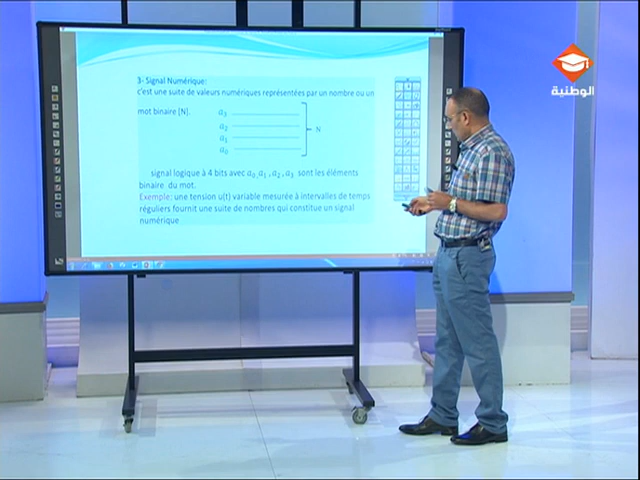 الوطنية
3- Signal Numérique:
c'est une suite de valeurs numériques représentées par un nombre ou un
mot binaire [N].
a₃
a₂
a₁
a₀
N
signal logique à 4 bits avec a₀,a₁ , a₂ , a₃ sont les éléments
binaire du mot.
Exemple: une tension u(t) variable mesurée à intervalles de temps
réguliers fournit une suite de nombres qui constitue un signal
numérique